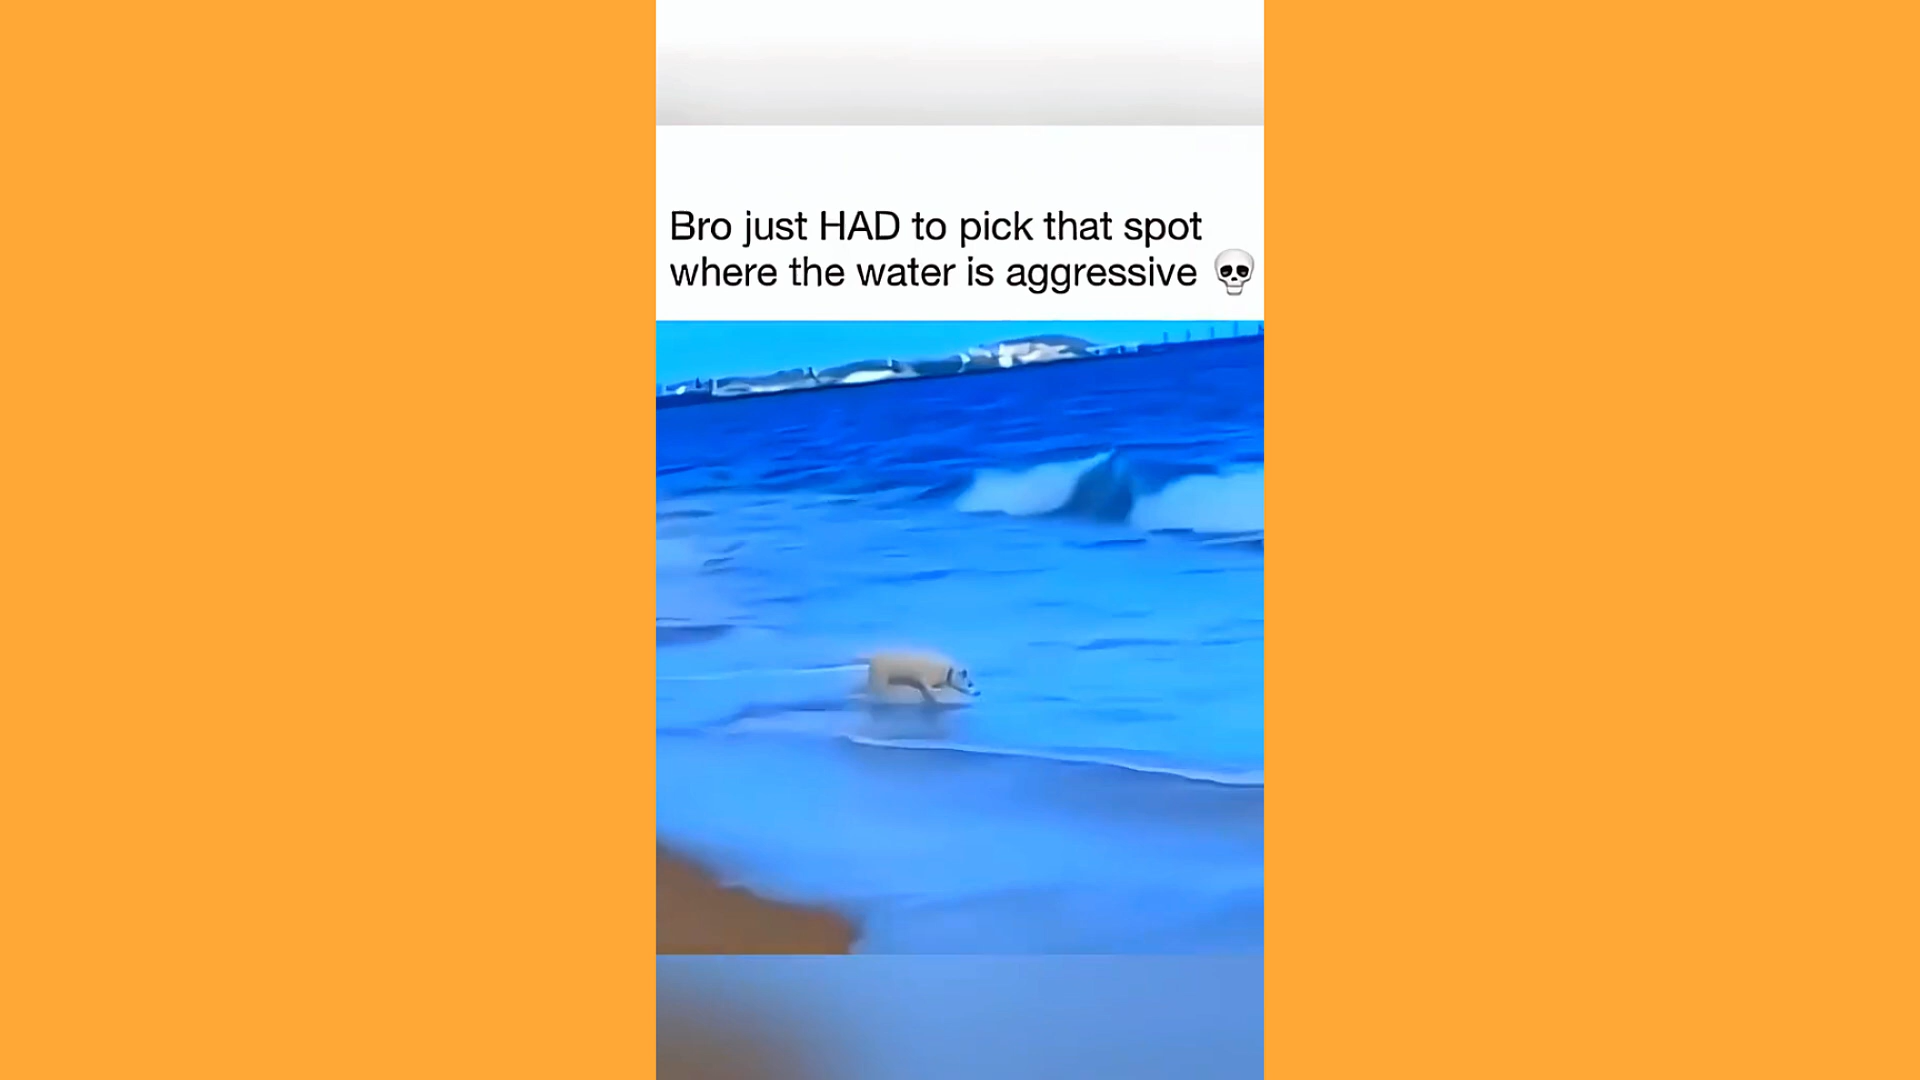 Bro just HAD to pick that spot
where the water is aggressive 💀